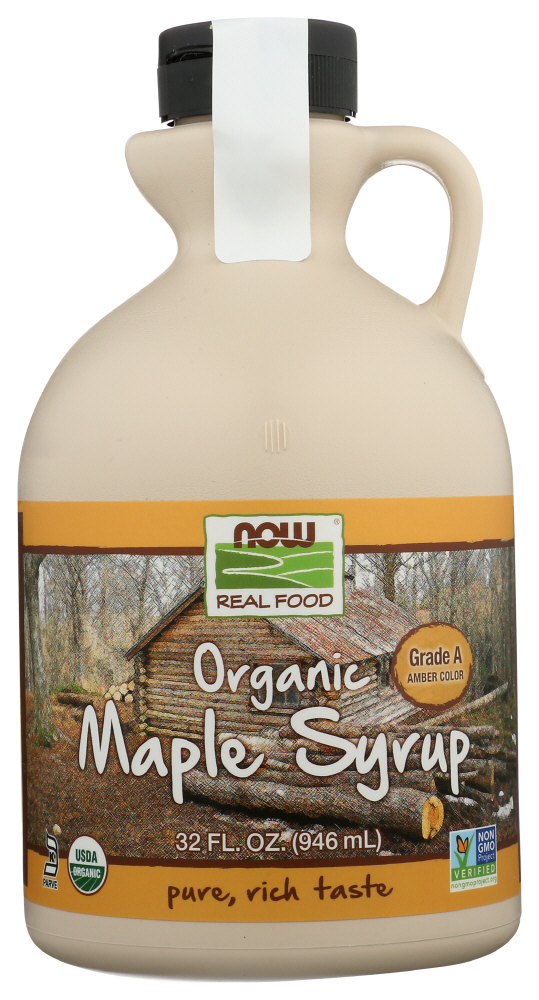 now®
REAL FOOD
Organic
Maple Syrup
Grade A
AMBER COLOR
32 FL. OZ. (946 mL)
K
PARVE
USDA
ORGANIC
NON
GMO
Project
VERIFIED
nongmoproject.org
pure, rich taste